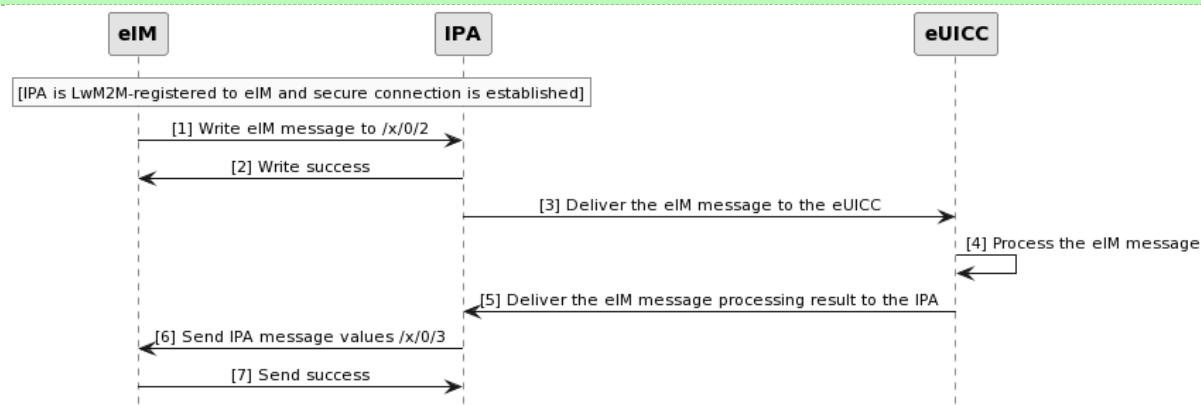 eIM IPA eUICC
[IPA is LwM2M-registered to eIM and secure connection is established]
[1] Write eIM message to /x/0/2
[2] Write success
[3] Deliver the eIM message to the eUICC
[4] Process the eIM message
[5] Deliver the eIM message processing result to the IPA
[6] Send IPA message values /x/0/3
[7] Send success